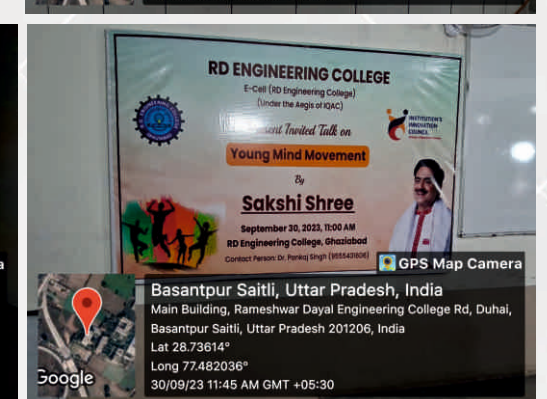 RD ENGINEERING COLLEGE
E-Cell (RD Engineering College)
(Under the Aegis of IQAC)
Invited Talk on
Young Mind Movement
By
Sakshi Shree
September 30, 2023, 11:00 AM
RD Engineering College, Ghaziabad
Contact Person: Dr. Pankaj Singh (9555431606)
INSTITUTION'S
INNOVATION
COUNCIL
GPS Map Camera
Basantpur Saitli, Uttar Pradesh, India
Main Building, Rameshwar Dayal Engineering College Rd, Duhai,
Basantpur Saitli, Uttar Pradesh 201206, India
Lat 28.73614°
Long 77.482036°
30/09/23 11:45 AM GMT +05:30
Google